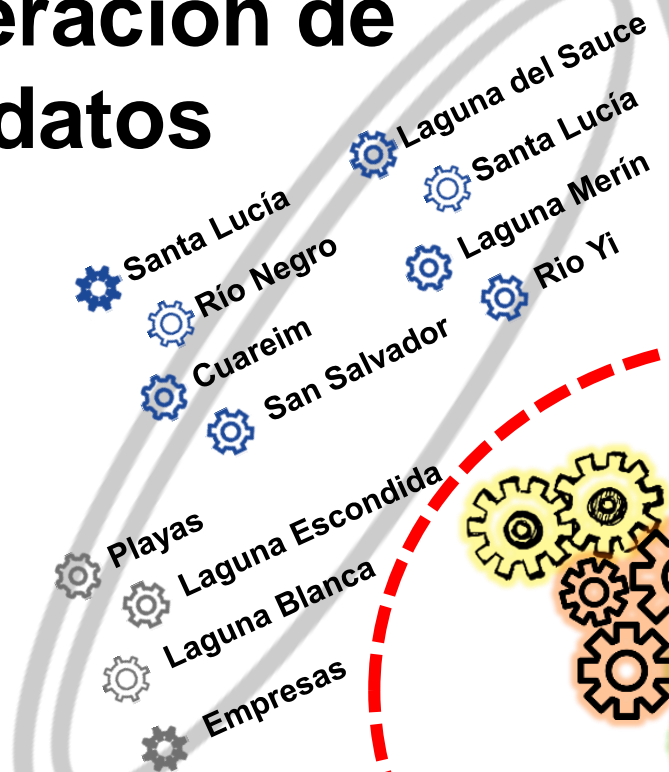 eración de
datos
Laguna del Sauce
Santa Lucía
Laguna Merín
Rio Yi
Santa Lucía
Río Negro
Cuareim
San Salvador
Playas
Laguna Escondida
Laguna Blanca
Empresas